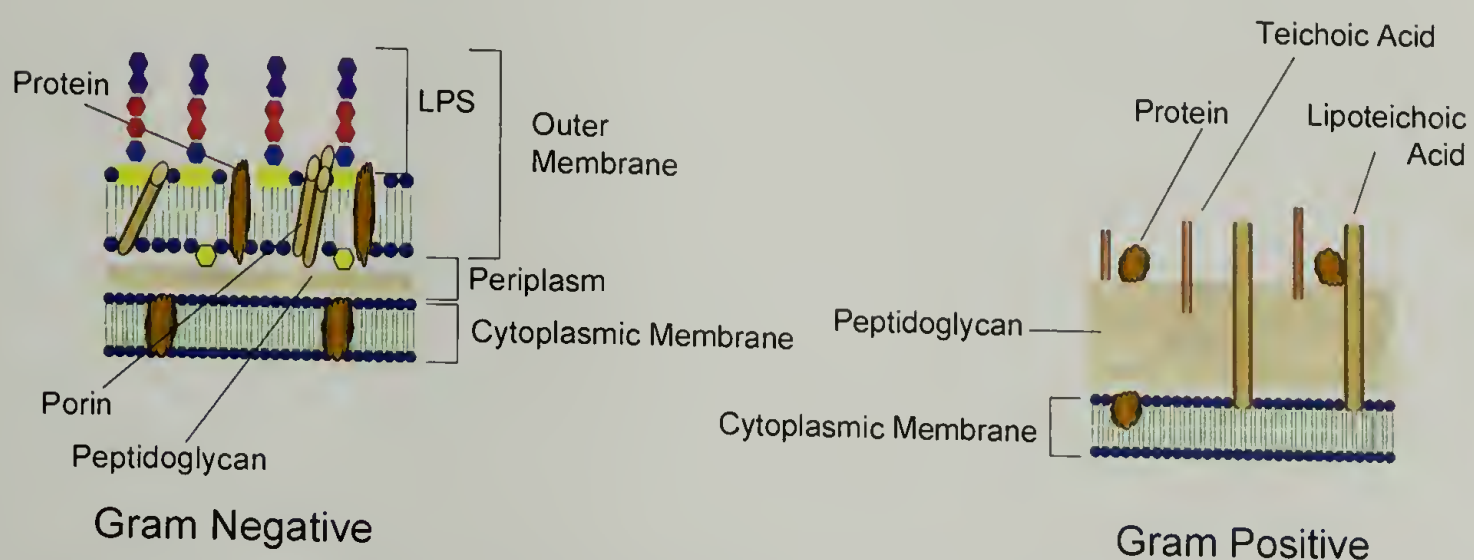 Protein
LPS
Outer
Membrane
Periplasm
Cytoplasmic Membrane
Porin
Peptidoglycan
Gram Negative
Teichoic Acid
Protein
Lipoteichoic
Acid
Peptidoglycan
Cytoplasmic Membrane
Gram Positive